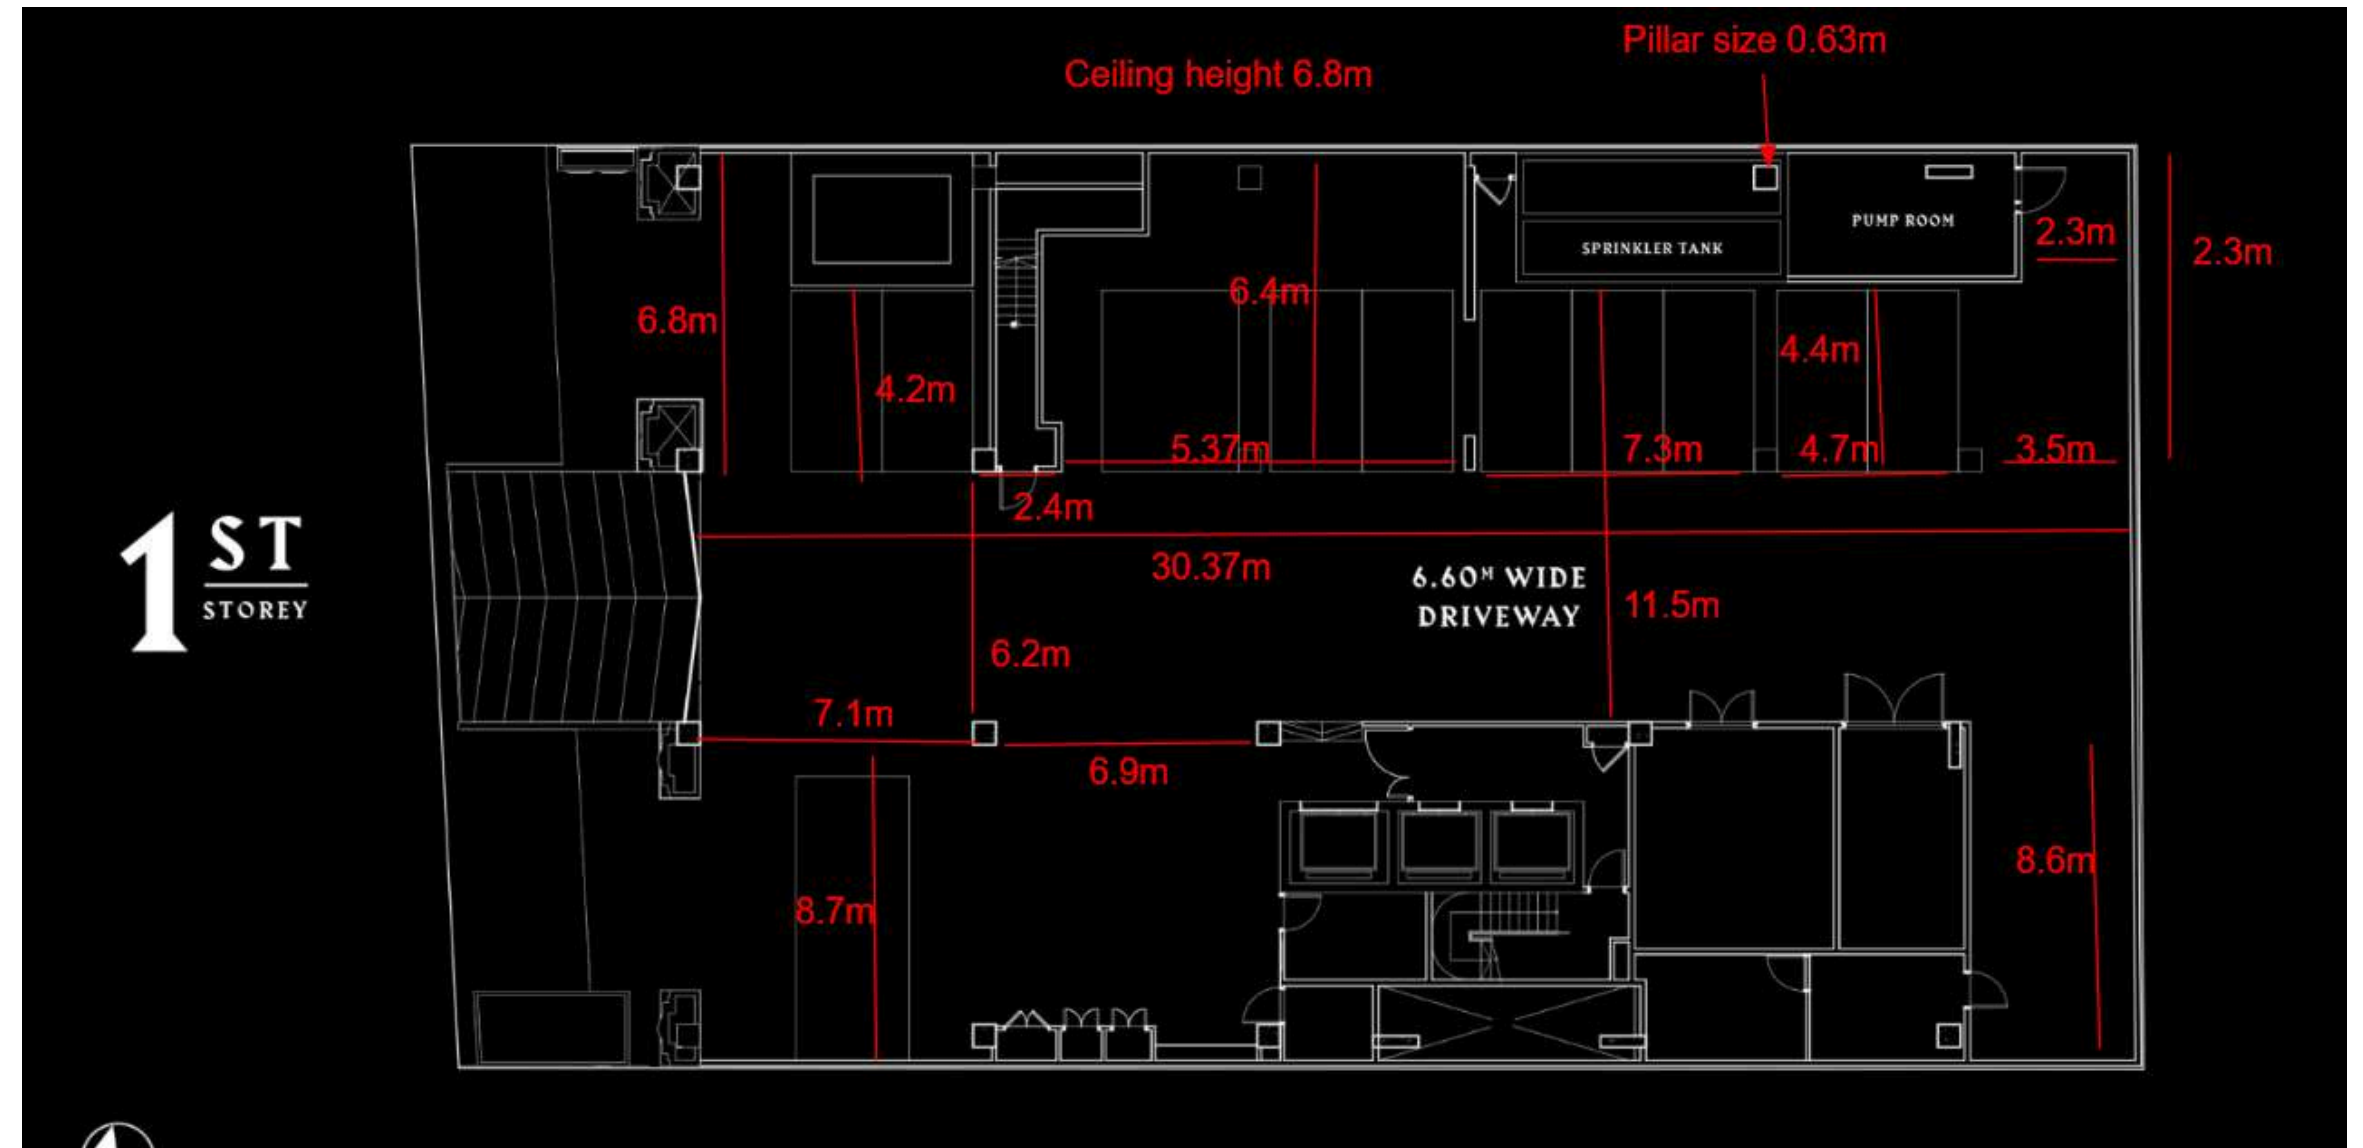 Pillar size 0.63m
Ceiling height 6.8m
PUMP ROOM
SPRINKLER TANK
2.3m
2.3m
6.4m
6.8m
4.4m
4.2m
5.37m
7.3m
4.7m
3.5m
2.4m
1ST
STOREY
30.37m
6.60M WIDE
DRIVEWAY
11.5m
6.2m
7.1m
6.9m
8.6m
8.7m